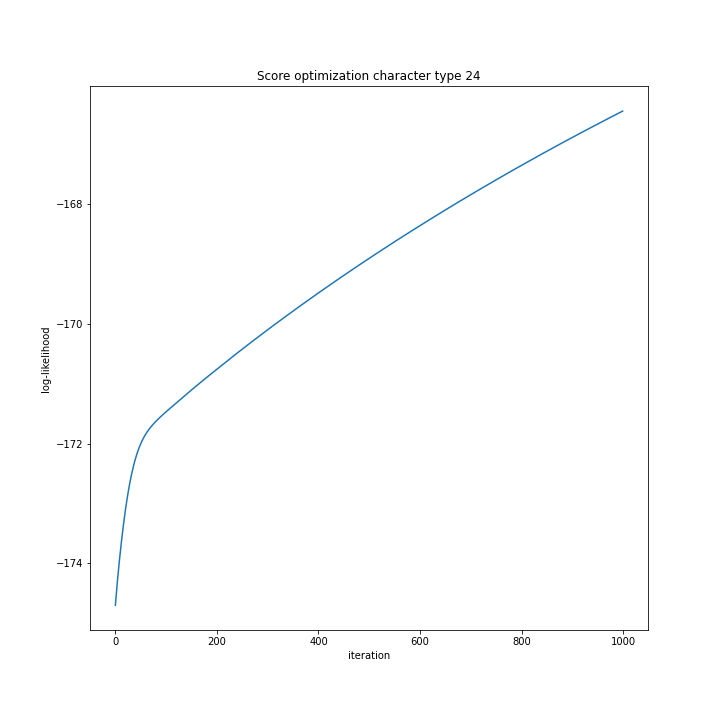 Score optimization character type 24
log-likelihood
−168
−170
−172
−174
0 200 400 600 800 1000
iteration